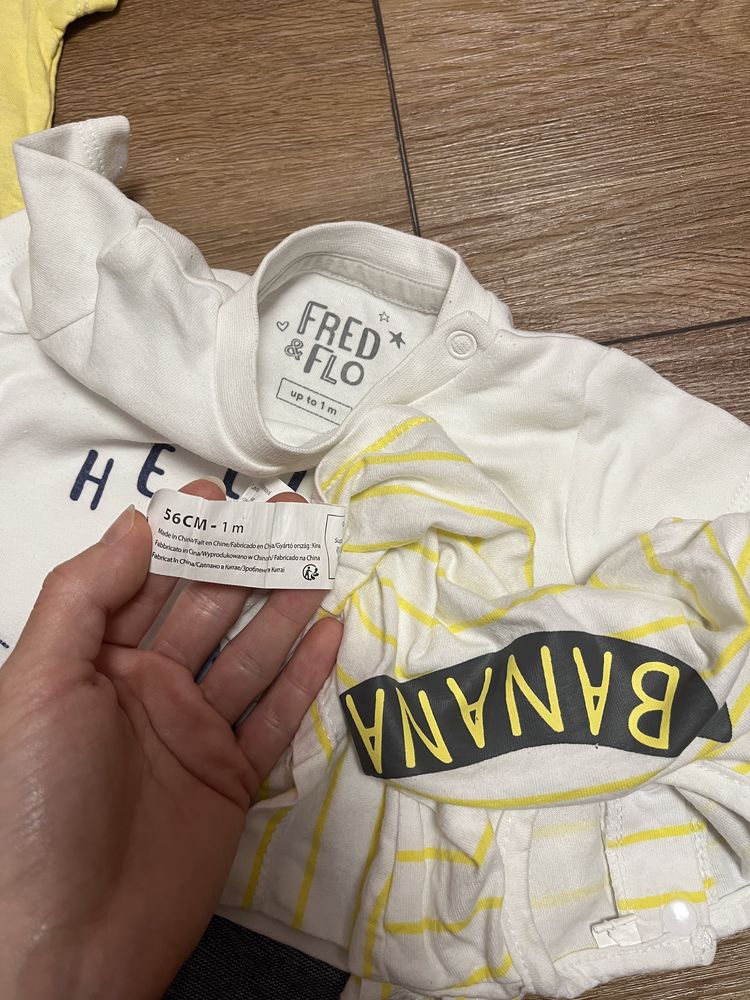 FRED
& FLO
up to 1 m
HE
56CM - 1 m
Made in China/Fait en Chine/Fabricado en China/Gyártó ország: Kína
Fabbricato in Cina/Wyprodukowano w Chinach/ Fabricado na China
Fabricat in China/Сделано в Китае/Зроблено в Китаї
BANANA